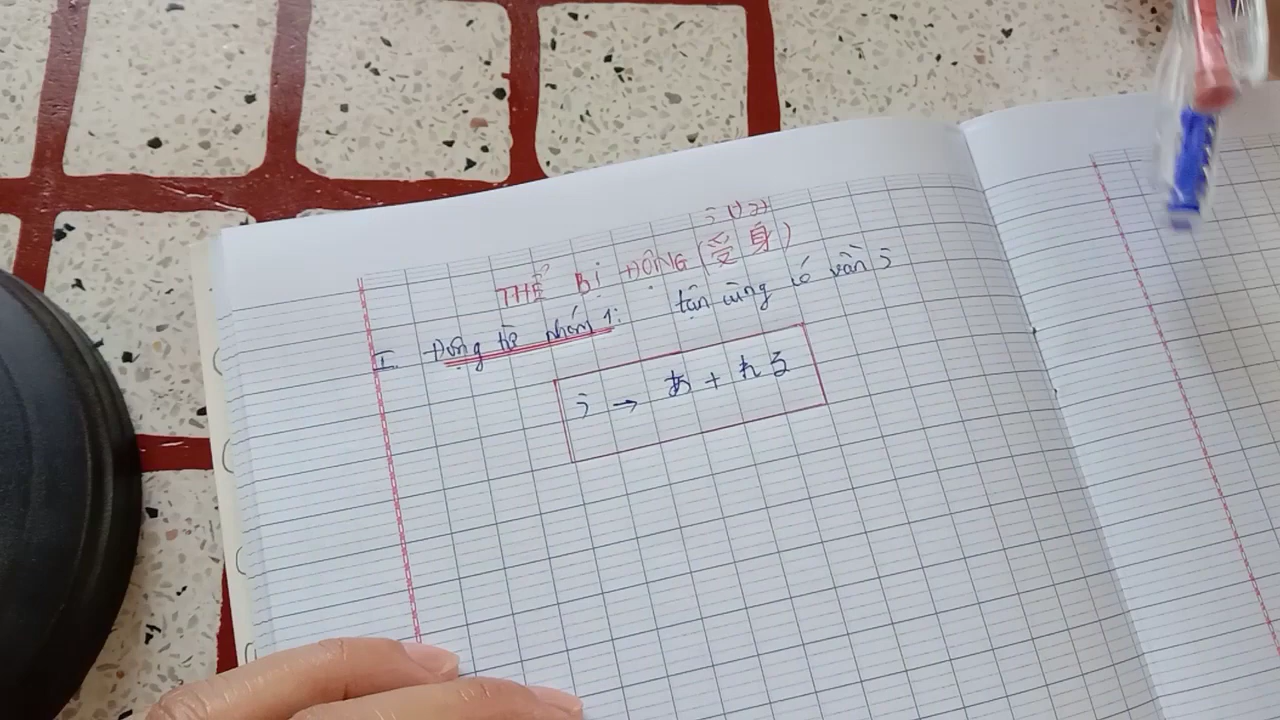 うけみ
THỂ BỊ ĐỘNG (受身)
I. Động từ nhóm 1: tận cùng có vần う
う → あ + れる